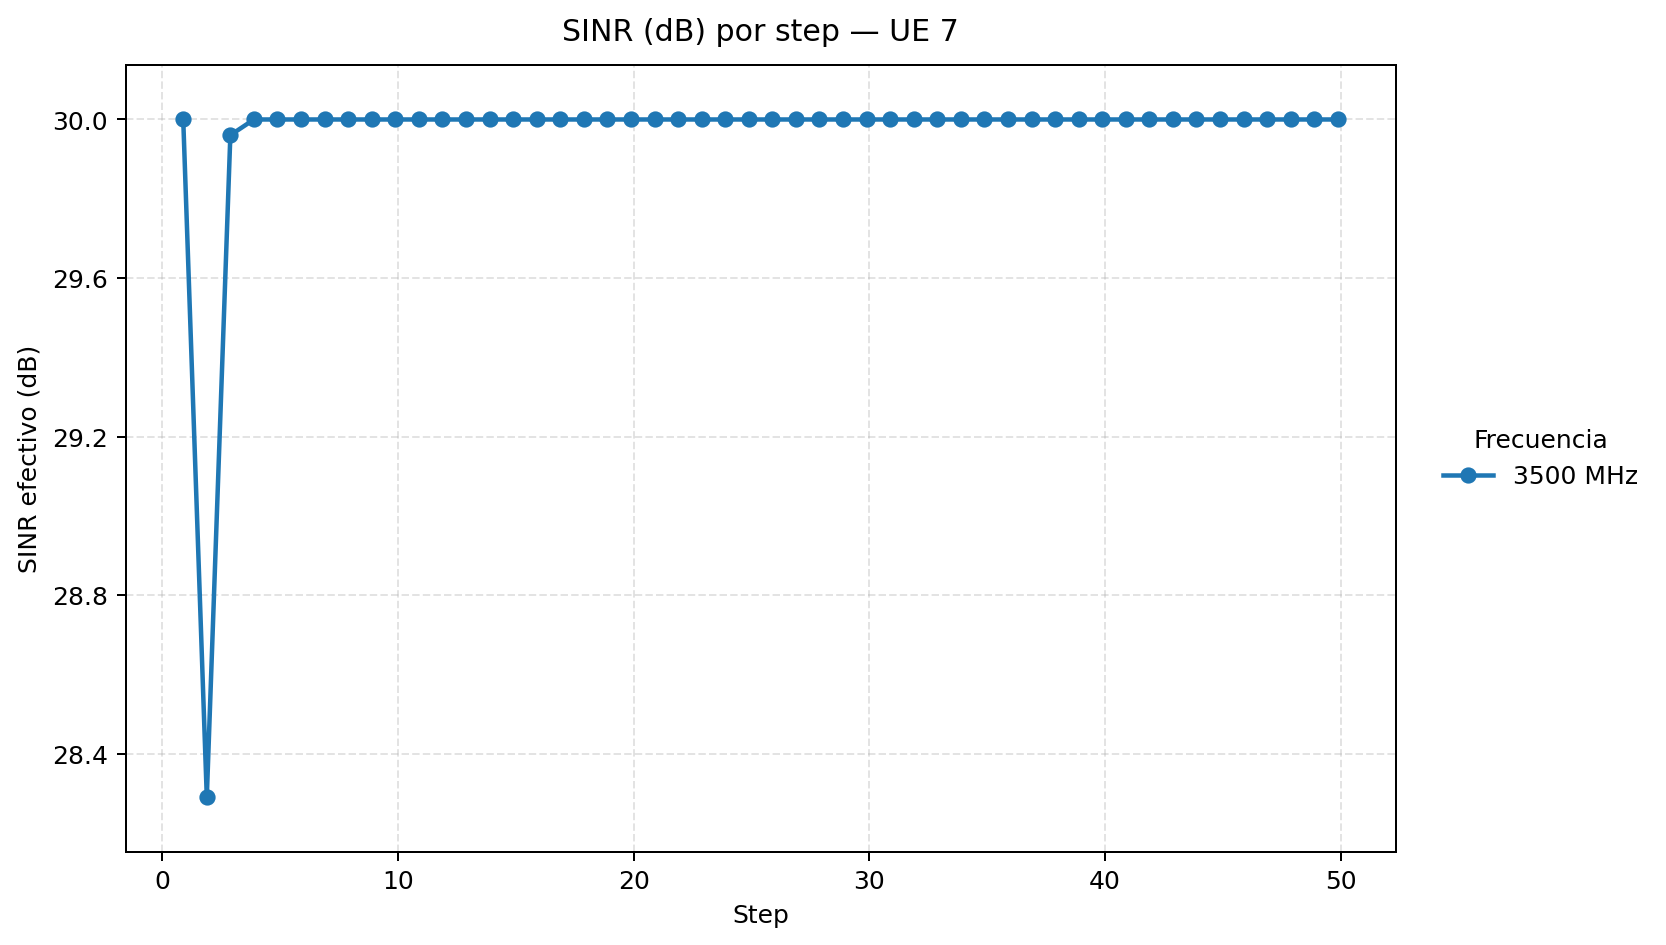 SINR (dB) por step — UE 7
SINR efectivo (dB)
30.0
29.6
29.2
28.8
28.4
0 10 20 30 40 50
Step
Frecuencia
3500 MHz